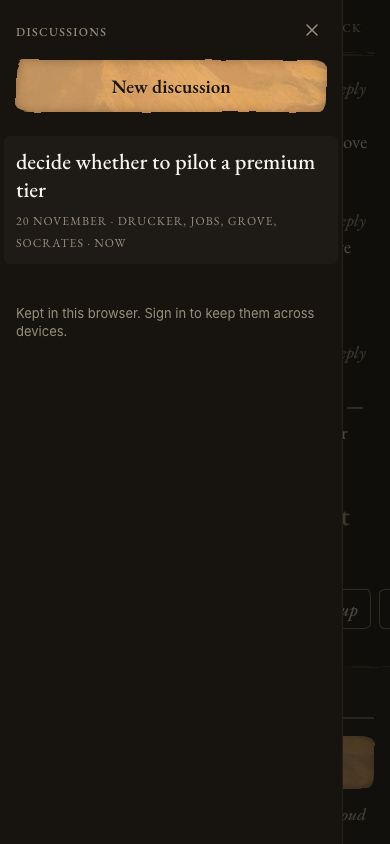 DISCUSSIONS
New discussion
decide whether to pilot a premium
tier
20 NOVEMBER · DRUCKER, JOBS, GROVE,
SOCRATES · NOW
Kept in this browser. Sign in to keep them across
devices.